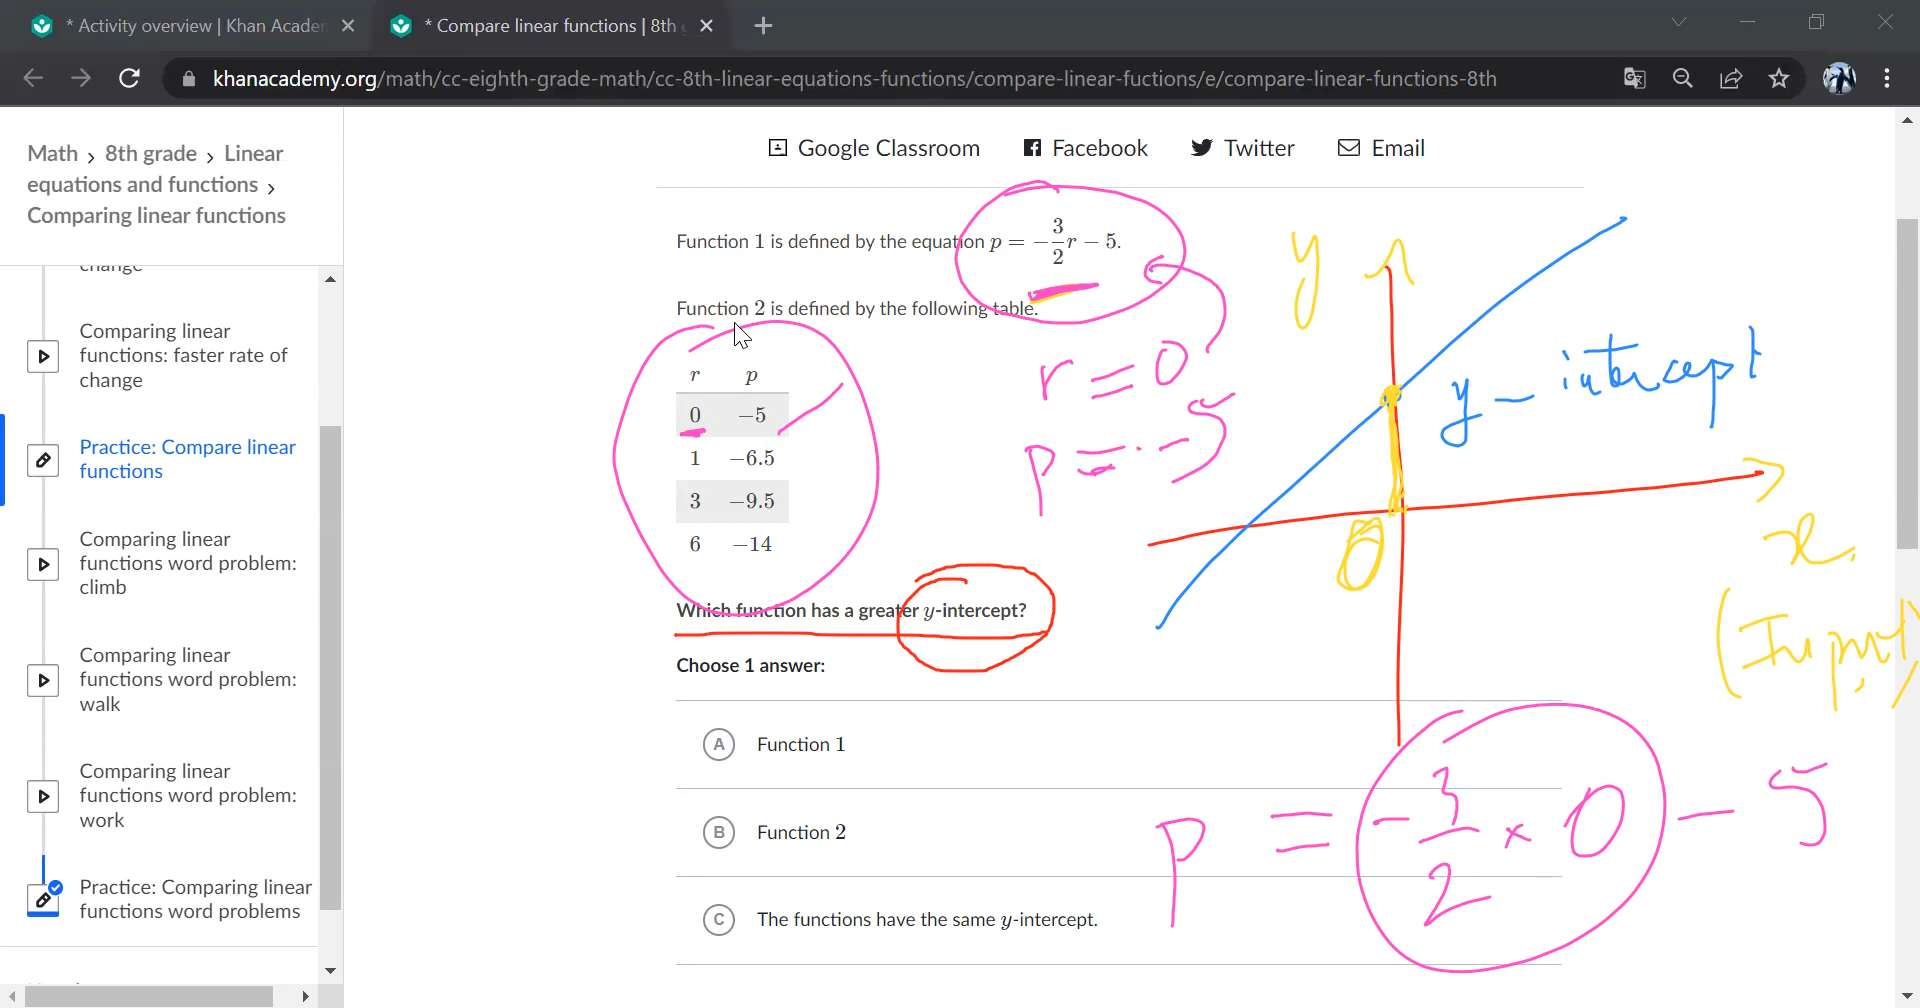 * Activity overview | Khan Acade
* Compare linear functions | 8th
khanacademy.org/math/cc-eighth-grade-math/cc-8th-linear-equations-functions/compare-linear-fuctions/e/compare-linear-functions-8th
Math > 8th grade > Linear
equations and functions >
Comparing linear functions
change
Comparing linear
functions: faster rate of
change
Practice: Compare linear
functions
Comparing linear
functions word problem:
climb
Comparing linear
functions word problem:
walk
Comparing linear
functions word problem:
work
Practice: Comparing linear
functions word problems
Google Classroom Facebook Twitter Email
Function 1 is defined by the equation p = −3/2 r − 5.
Function 2 is defined by the following table.
r p
0 −5
1 −6.5
3 −9.5
6 −14
Which function has a greater y-intercept?
Choose 1 answer:
A Function 1
B Function 2
C The functions have the same y-intercept.
r = 0
p = -5
y
y - intercept
0
x
(Input)
p = -3/2 × 0 - 5